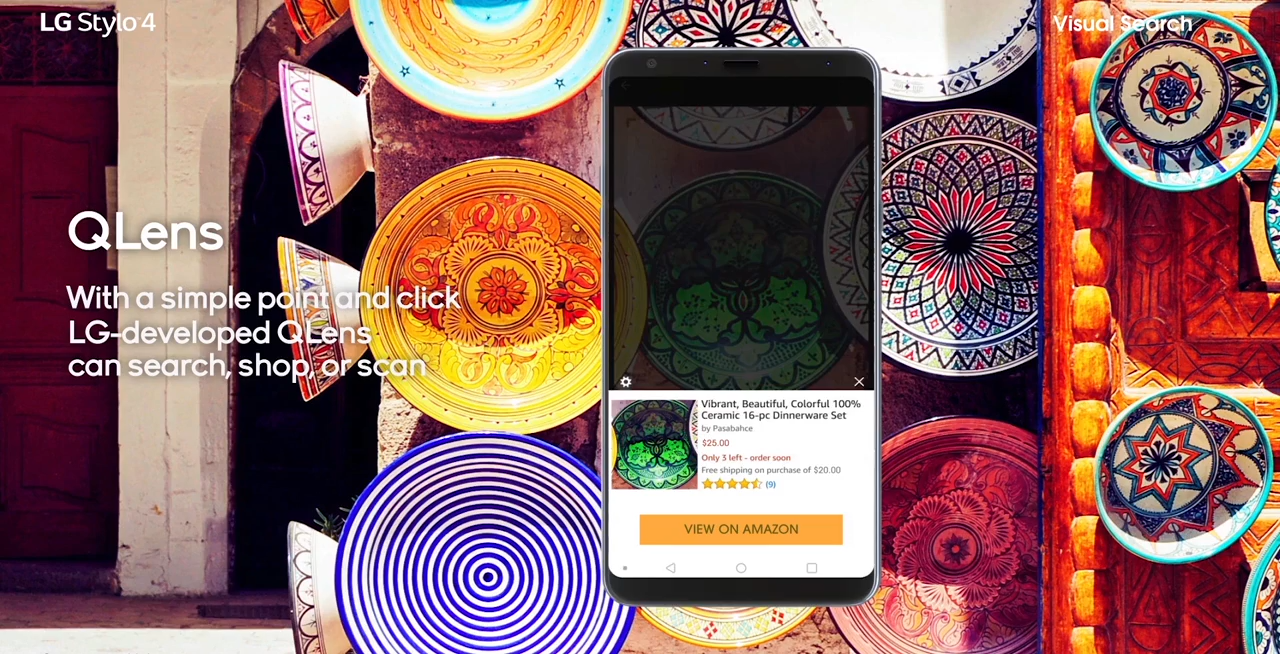 LG Stylo 4
Visual Search
QLens
With a simple point and click
LG-developed QLens
can search, shop, or scan
Vibrant, Beautiful, Colorful 100%
Ceramic 16-pc Dinnerware Set
by Pasabahce
$25.00
Only 3 left - order soon
Free shipping on purchase of $20.00
(9)
VIEW ON AMAZON